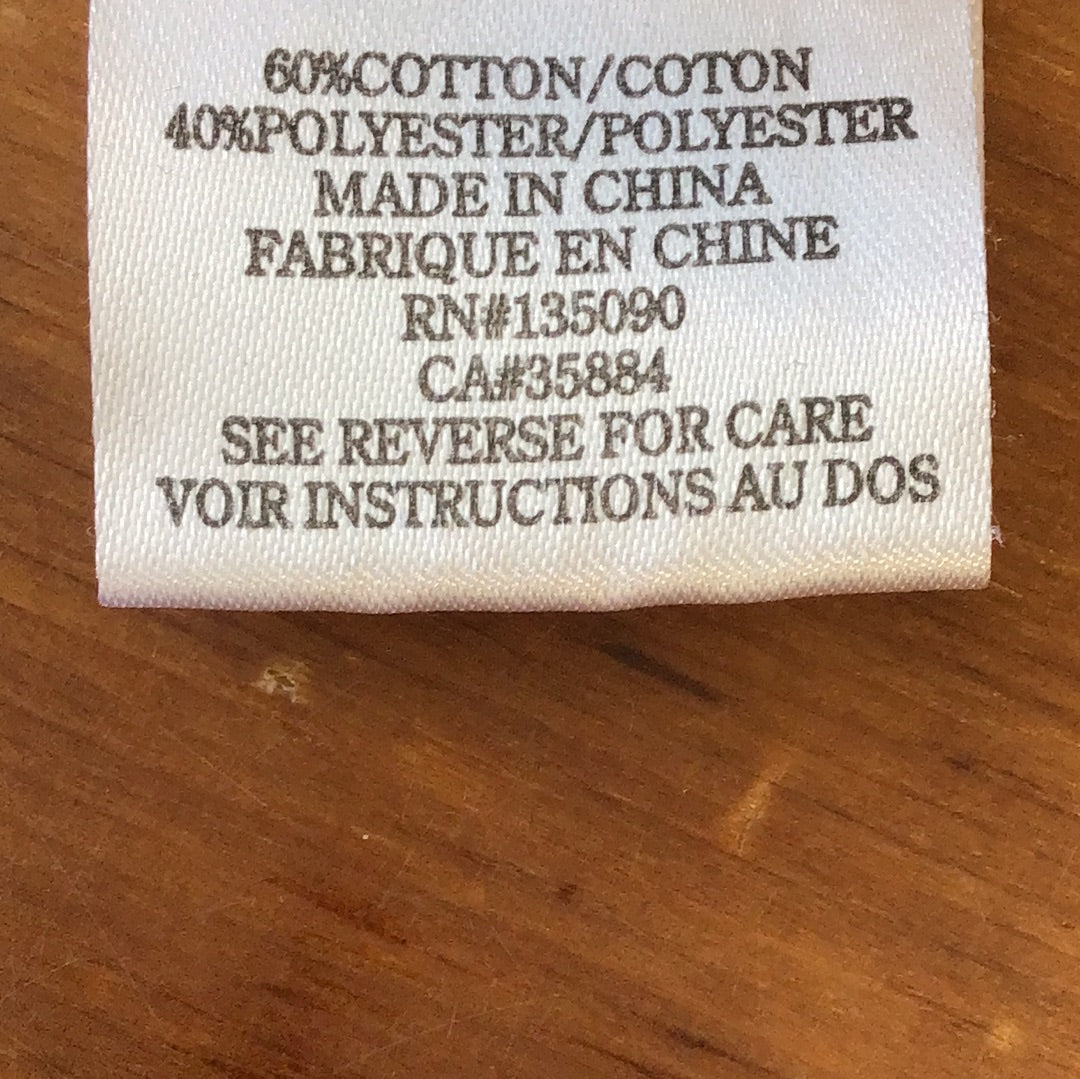 60%COTTON/COTON
40%POLYESTER/POLYESTER
MADE IN CHINA
FABRIQUE EN CHINE
RN#135090
CA#35884
SEE REVERSE FOR CARE
VOIR INSTRUCTIONS AU DOS